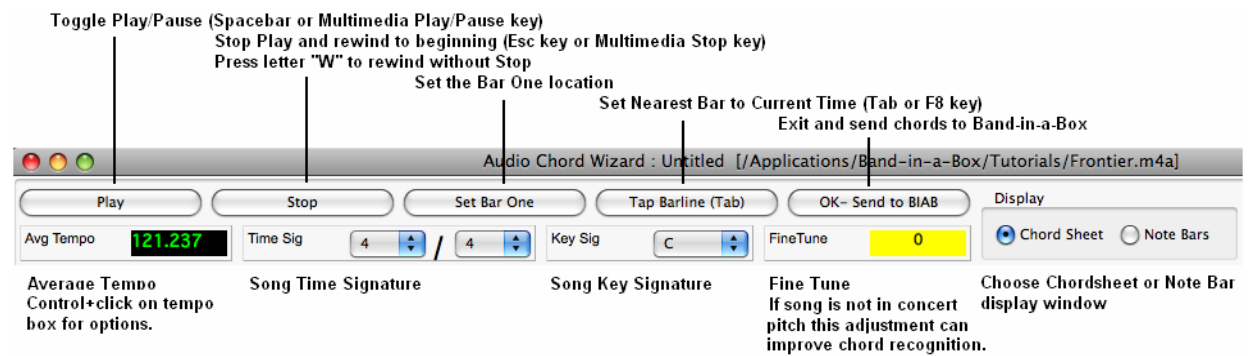 Toggle Play/Pause (Spacebar or Multimedia Play/Pause key)
Stop Play and rewind to beginning (Esc key or Multimedia Stop key)
Press letter "W" to rewind without Stop
Set the Bar One location
Set Nearest Bar to Current Time (Tab or F8 key)
Exit and send chords to Band-in-a-Box
Audio Chord Wizard : Untitled [/Applications/Band-in-a-Box/Tutorials/Frontier.m4a]
Play
Stop
Set Bar One
Tap Barline (Tab)
OK- Send to BIAB
Display
Avg Tempo 121.237
Time Sig 4 / 4
Key Sig C
FineTune 0
Chord Sheet
Note Bars
Average Tempo
Control+click on tempo
box for options.
Song Time Signature
Song Key Signature
Fine Tune
If song is not in concert
pitch this adjustment can
improve chord recognition.
Choose Chordsheet or Note Bar
display window